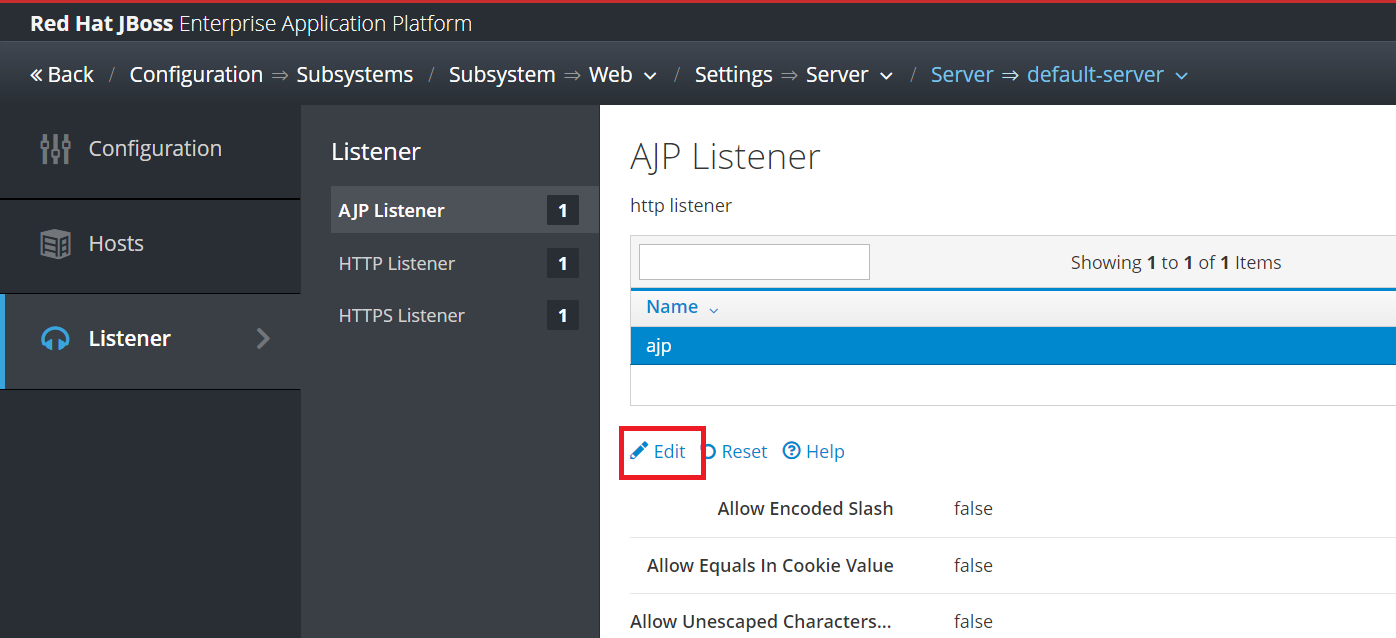 Red Hat JBoss Enterprise Application Platform
« Back / Configuration ⇒ Subsystems / Subsystem ⇒ Web / Settings ⇒ Server / Server ⇒ default-server
Configuration
Hosts
Listener
Listener
AJP Listener 1
HTTP Listener 1
HTTPS Listener 1
AJP Listener
http listener
Showing 1 to 1 of 1 Items
Name
ajp
Edit Reset Help
Allow Encoded Slash false
Allow Equals In Cookie Value false
Allow Unescaped Characters... false